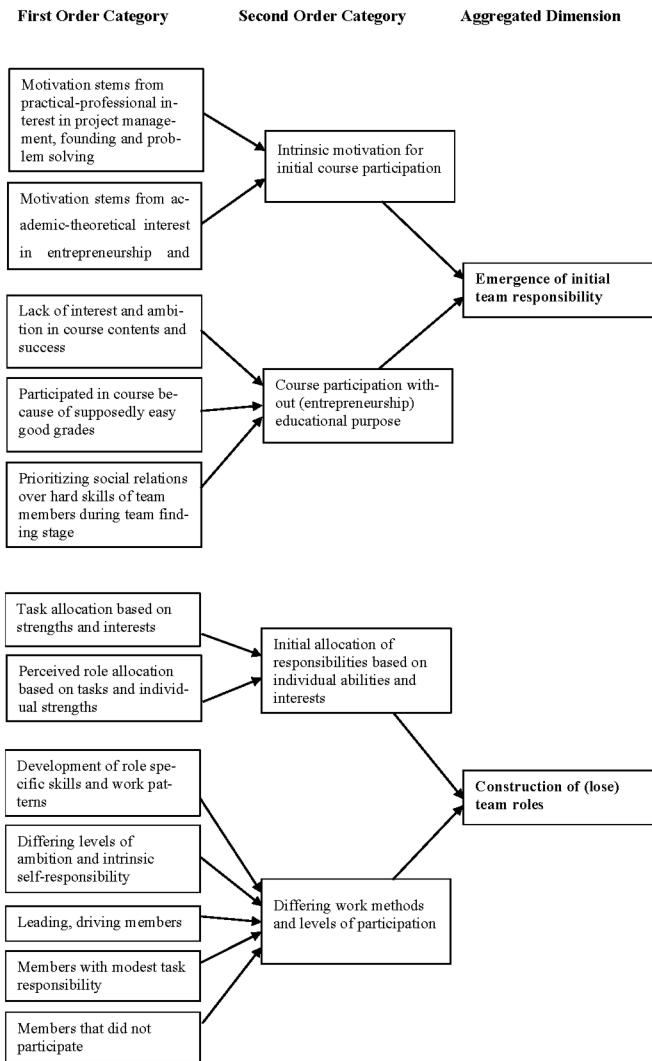 First Order Category
Second Order Category
Aggregated Dimension
Motivation stems from
practical-professional in-
terest in project manage-
ment, founding and prob-
lem solving
Motivation stems from ac-
ademic-theoretical interest
in entrepreneurship and
Intrinsic motivation for
initial course participation
Emergence of initial
team responsibility
Lack of interest and ambi-
tion in course contents and
success
Participated in course be-
cause of supposedly easy
good grades
Prioritizing social relations
over hard skills of team
members during team find-
ing stage
Course participation with-
out (entrepreneurship)
educational purpose
Task allocation based on
strengths and interests
Perceived role allocation
based on tasks and individ-
ual strengths
Initial allocation of
responsibilities based on
individual abilities and
interests
Construction of (lose)
team roles
Development of role spe-
cific skills and work pat-
terns
Differing levels of
ambition and intrinsic
self-responsibility
Leading, driving members
Members with modest task
responsibility
Members that did not
participate
Differing work methods
and levels of participation